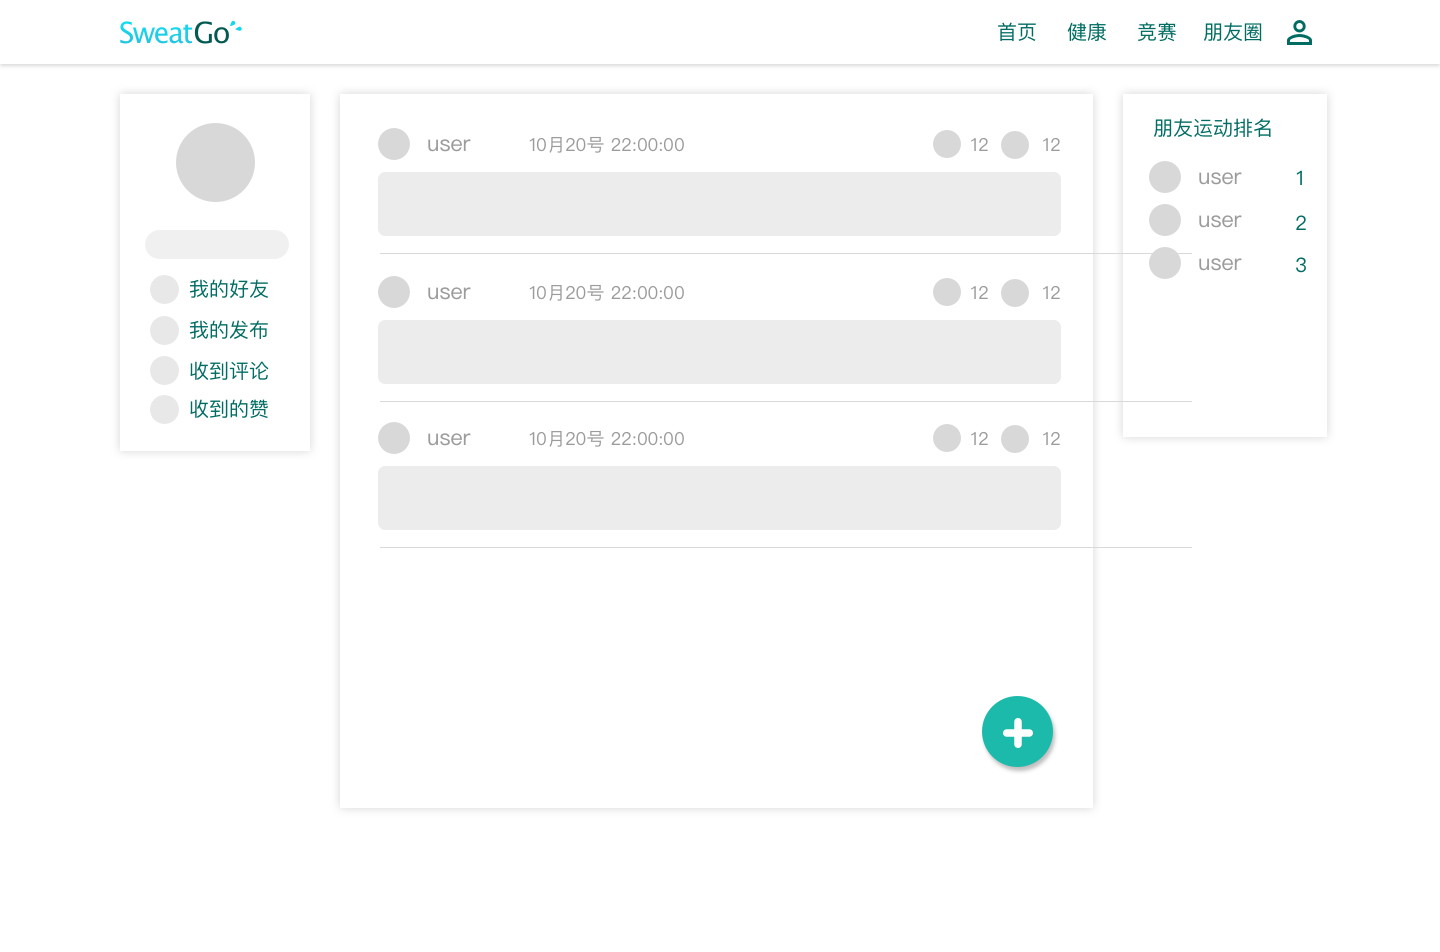 SweatGo
首页 健康 竞赛 朋友圈
我的好友
我的发布
收到评论
收到的赞
user 10月20号 22:00:00 12 12
user 10月20号 22:00:00 12 12
user 10月20号 22:00:00 12 12
朋友运动排名
user 1
user 2
user 3